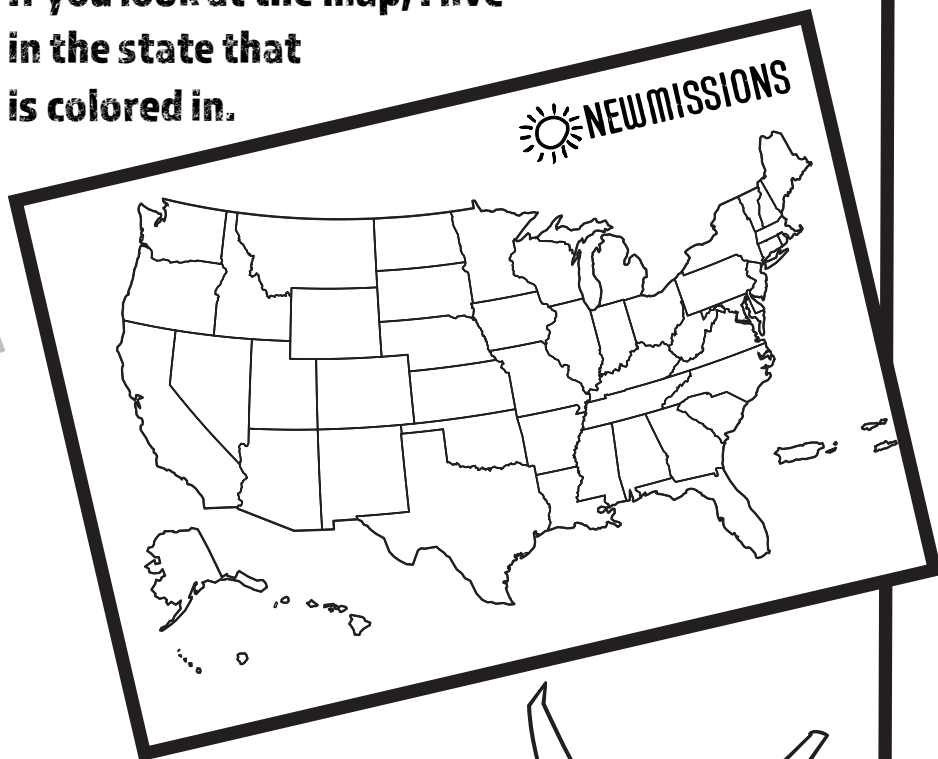 If you look at the map, I live
in the state that
is colored in.
NEWMISSIONS